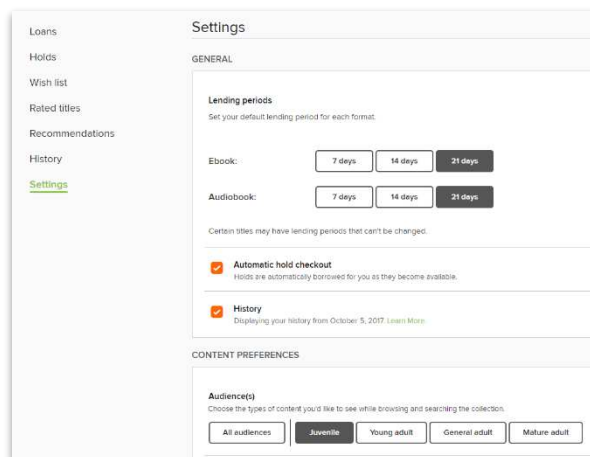 Loans
Holds
Wish list
Rated titles
Recommendations
History
Settings
Settings
GENERAL
Lending periods
Set your default lending period for each format.
Ebook: 7 days 14 days 21 days
Audiobook: 7 days 14 days 21 days
Certain titles may have lending periods that can't be changed.
Automatic hold checkout
Holds are automatically borrowed for you as they become available.
History
Displaying your history from October 5, 2017. Learn More
CONTENT PREFERENCES
Audience(s)
Choose the types of content you'd like to see while browsing and searching the collection.
All audiences Juvenile Young adult General adult Mature adult